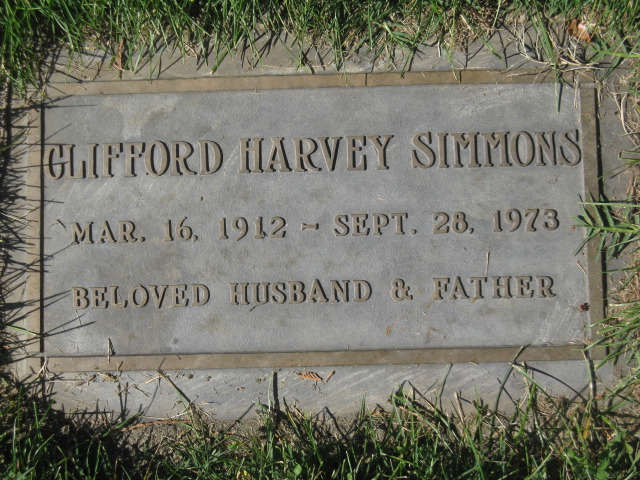 CLIFFORD HARVEY SIMMONS
MAR. 16, 1912 - SEPT. 28, 1973
BELOVED HUSBAND & FATHER